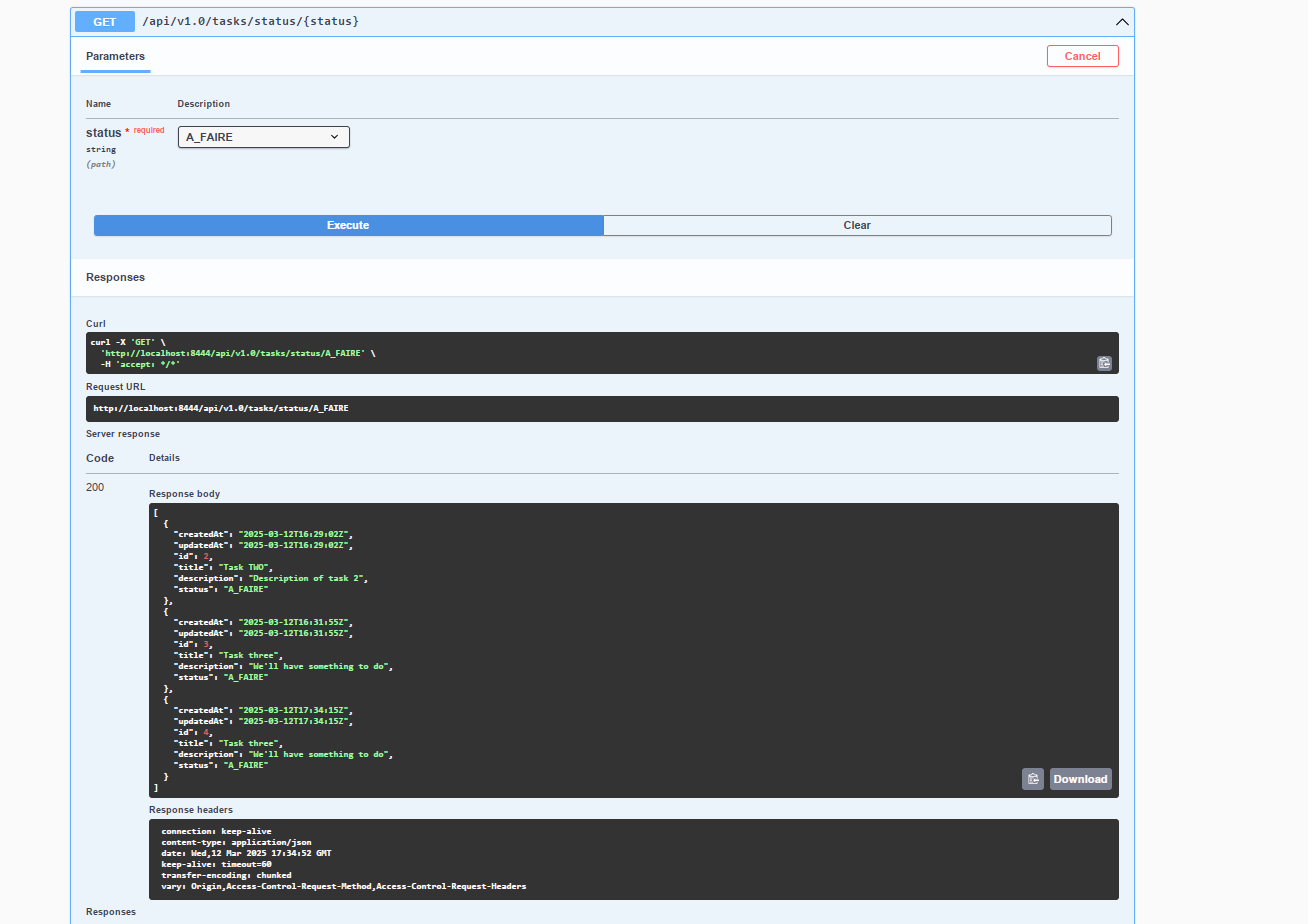 GET /api/v1.0/tasks/status/{status}
Parameters
Cancel
Name Description
status * required
A_FAIRE
string
(path)
Execute
Clear
Responses
Curl
curl -X 'GET' \
  'http://localhost:8444/api/v1.0/tasks/status/A_FAIRE' \
  -H 'accept: */*'
Request URL
http://localhost:8444/api/v1.0/tasks/status/A_FAIRE
Server response
Code Details
200
Response body
[
  {
    "createdAt": "2025-03-12T16:29:02Z",
    "updatedAt": "2025-03-12T16:29:02Z",
    "id": 2,
    "title": "Task TWO",
    "description": "Description of task 2",
    "status": "A_FAIRE"
  },
  {
    "createdAt": "2025-03-12T16:31:55Z",
    "updatedAt": "2025-03-12T16:31:55Z",
    "id": 3,
    "title": "Task three",
    "description": "We'll have something to do",
    "status": "A_FAIRE"
  },
  {
    "createdAt": "2025-03-12T17:34:15Z",
    "updatedAt": "2025-03-12T17:34:15Z",
    "id": 4,
    "title": "Task three",
    "description": "We'll have something to do",
    "status": "A_FAIRE"
  }
]
Download
Response headers
connection: keep-alive
content-type: application/json
date: Wed,12 Mar 2025 17:34:52 GMT
keep-alive: timeout=60
transfer-encoding: chunked
vary: Origin,Access-Control-Request-Method,Access-Control-Request-Headers
Responses